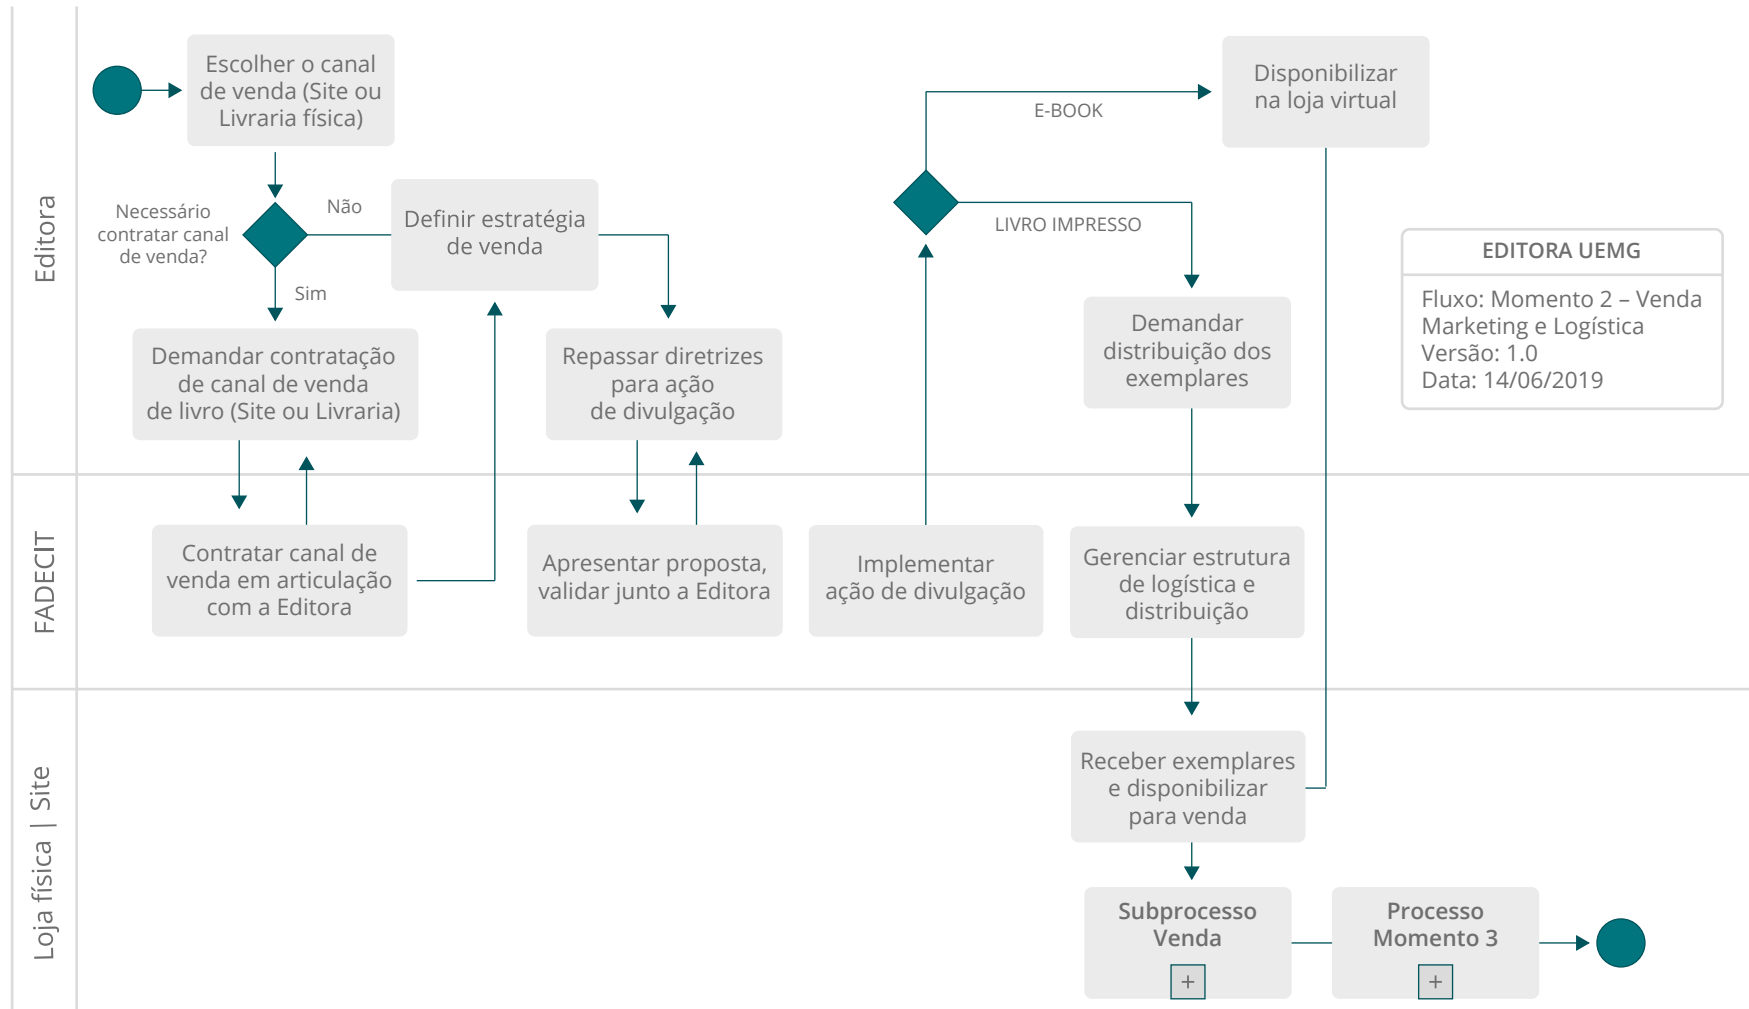 Editora
Escolher o canal
de venda (Site ou
Livraria física)
Necessário
contratar canal
de venda?
Não
Sim
Definir estratégia
de venda
Demandar contratação
de canal de venda
de livro (Site ou Livraria)
Repassar diretrizes
para ação
de divulgação
E-BOOK
LIVRO IMPRESSO
Disponibilizar
na loja virtual
Demandar
distribuição dos
exemplares
EDITORA UEMG
Fluxo: Momento 2 – Venda
Marketing e Logística
Versão: 1.0
Data: 14/06/2019
FADECIT
Contratar canal de
venda em articulação
com a Editora
Apresentar proposta,
validar junto a Editora
Implementar
ação de divulgação
Gerenciar estrutura
de logística e
distribuição
Loja física | Site
Receber exemplares
e disponibilizar
para venda
Subprocesso
Venda
+
Processo
Momento 3
+